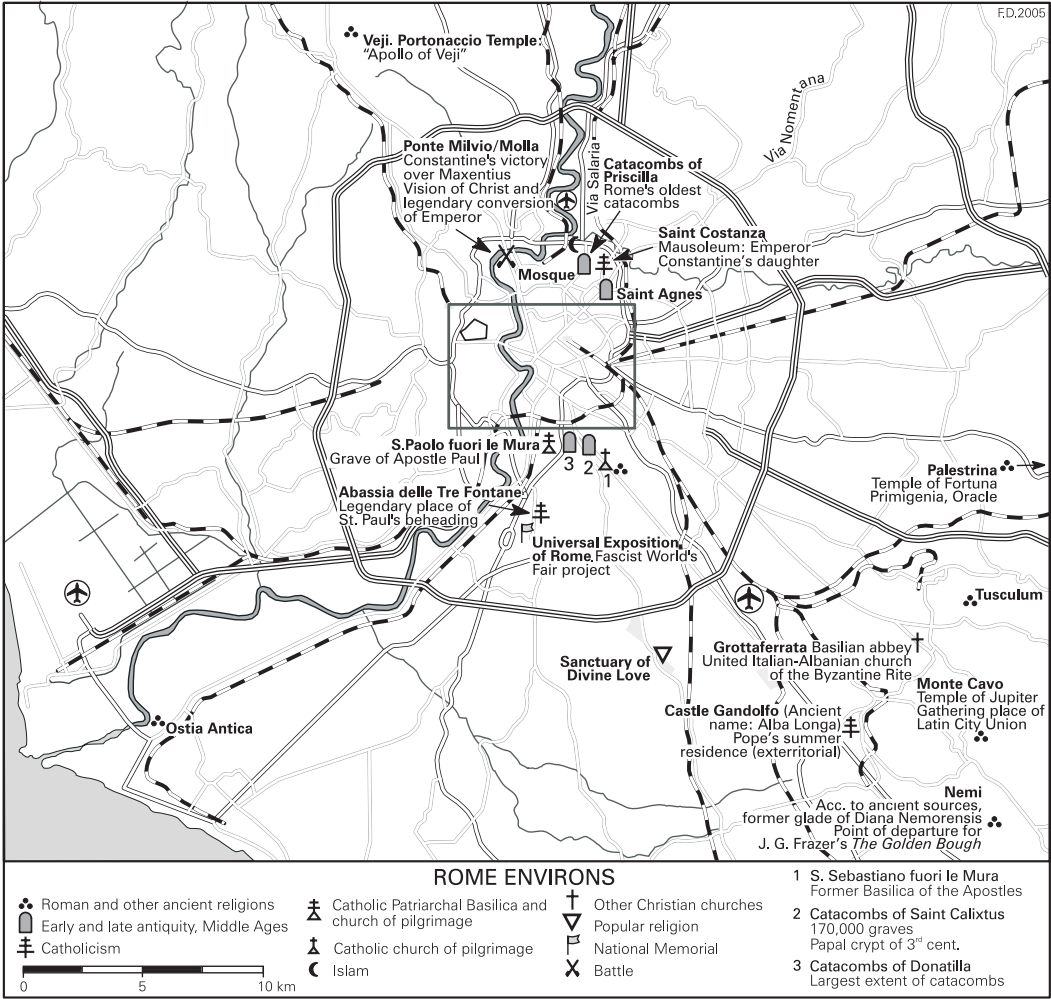 F.D.2005
Veji. Portonaccio Temple:
“Apollo of Veji”
Via Nomentana
Ponte Milvio/Molla
Constantine's victory
over Maxentius
Vision of Christ and
legendary conversion
of Emperor
Via Salaria
Catacombs of
Priscilla
Rome's oldest
catacombs
Saint Costanza
Mausoleum: Emperor
Constantine's daughter
Mosque
Saint Agnes
S.Paolo fuori le Mura
Grave of Apostle Paul
3
2
1
Abassia delle Tre Fontane
Legendary place of
St. Paul's beheading
Universal Exposition
of Rome Fascist World's
Fair project
Palestrina
Temple of Fortuna
Primigenia, Oracle
Tusculum
Grottaferrata Basilian abbey
United Italian-Albanian church
of the Byzantine Rite
Sanctuary of
Divine Love
Monte Cavo
Temple of Jupiter
Gathering place of
Latin City Union
Castle Gandolfo (Ancient
name: Alba Longa)
Pope's summer
residence (exterritorial)
Ostia Antica
Nemi
Acc. to ancient sources,
former glade of Diana Nemorensis
Point of departure for
J. G. Frazer's The Golden Bough
ROME ENVIRONS
Roman and other ancient religions
Early and late antiquity, Middle Ages
Catholicism
0 5 10 km
Catholic Patriarchal Basilica and
church of pilgrimage
Catholic church of pilgrimage
Islam
Other Christian churches
Popular religion
National Memorial
Battle
1 S. Sebastiano fuori le Mura
Former Basilica of the Apostles
2 Catacombs of Saint Calixtus
170,000 graves
Papal crypt of 3rd cent.
3 Catacombs of Donatilla
Largest extent of catacombs